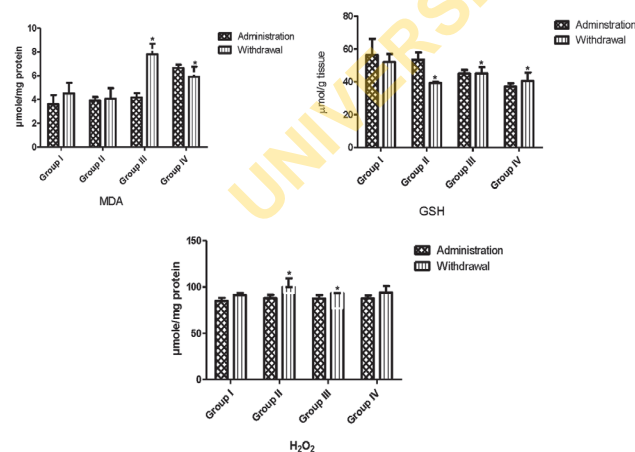 Administration
Withdrawal
µmole/mg protein
10
8
6
4
2
0
*
*
Group I
Group II
Group III
Group IV
MDA
Adminstration
Withdrawal
µmol/g tissue
80
60
40
20
0
*
*
*
Group I
Group II
Group III
Group IV
GSH
UNIVERSE
Administration
Withdrawal
µmole/mg protein
150
100
50
0
*
*
Group I
Group II
Group III
Group IV
H₂O₂